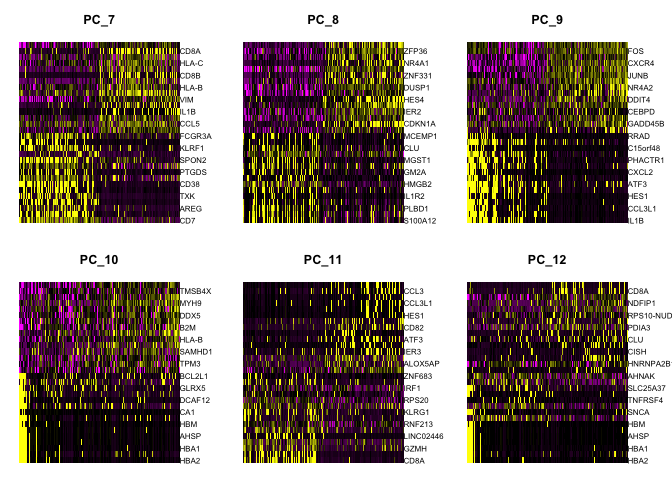 PC_7
CD8A
HLA-C
CD8B
HLA-B
VIM
IL1B
CCL5
FCGR3A
KLRF1
SPON2
PTGDS
CD38
TXK
AREG
CD7
PC_8
ZFP36
NR4A1
ZNF331
DUSP1
HES4
IER2
CDKN1A
MCEMP1
CLU
MGST1
GM2A
HMGB2
IL1R2
PLBD1
S100A12
PC_9
FOS
CXCR4
JUNB
NR4A2
DDIT4
CEBPD
GADD45B
RRAD
C15orf48
PHACTR1
CXCL2
ATF3
HES1
CCL3L1
IL1B
PC_10
TMSB4X
MYH9
DDX5
B2M
HLA-B
SAMHD1
TPM3
BCL2L1
GLRX5
DCAF12
CA1
HBM
AHSP
HBA1
HBA2
PC_11
CCL3
CCL3L1
HES1
CD82
ATF3
IER3
ALOX5AP
ZNF683
IRF1
RPS20
KLRG1
RNF213
LINC02446
GZMH
CD8A
PC_12
CD8A
NDFIP1
RPS10-NUD
PDIA3
CLU
CISH
HNRNPA2B
AHNAK
SLC25A37
TNFRSF4
SNCA
HBM
AHSP
HBA1
HBA2